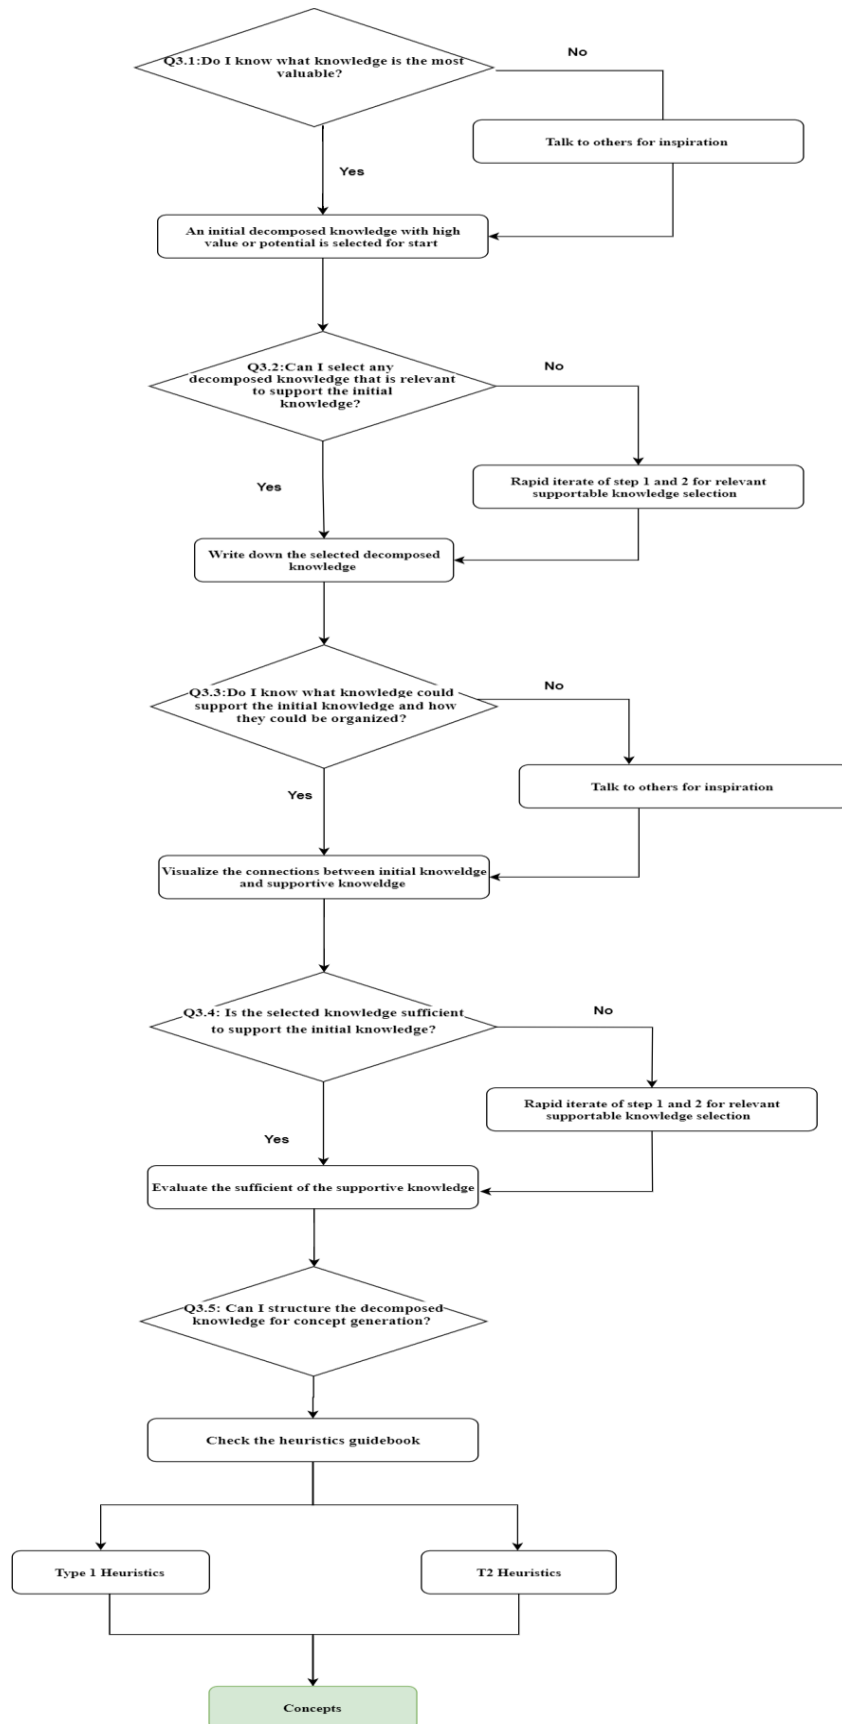 Q3.1:Do I know what knowledge is the most
valuable?
No
Talk to others for inspiration
Yes
An initial decomposed knowledge with high
value or potential is selected for start
Q3.2:Can I select any
decomposed knowledge that is relevant
to support the initial
knowledge?
No
Rapid iterate of step 1 and 2 for relevant
supportable knowledge selection
Yes
Write down the selected decomposed
knowledge
Q3.3:Do I know what knowledge could
support the initial knowledge and how
they could be organized?
No
Talk to others for inspiration
Yes
Visualize the connections between initial knoweldge
and supportive knoweldge
Q3.4: Is the selected knowledge sufficient
to support the initial knowledge?
No
Rapid iterate of step 1 and 2 for relevant
supportable knowledge selection
Yes
Evaluate the sufficient of the supportive knowledge
Q3.5: Can I structure the decomposed
knowledge for concept generation?
Check the heuristics guidebook
Type 1 Heuristics
T2 Heuristics
Concepts